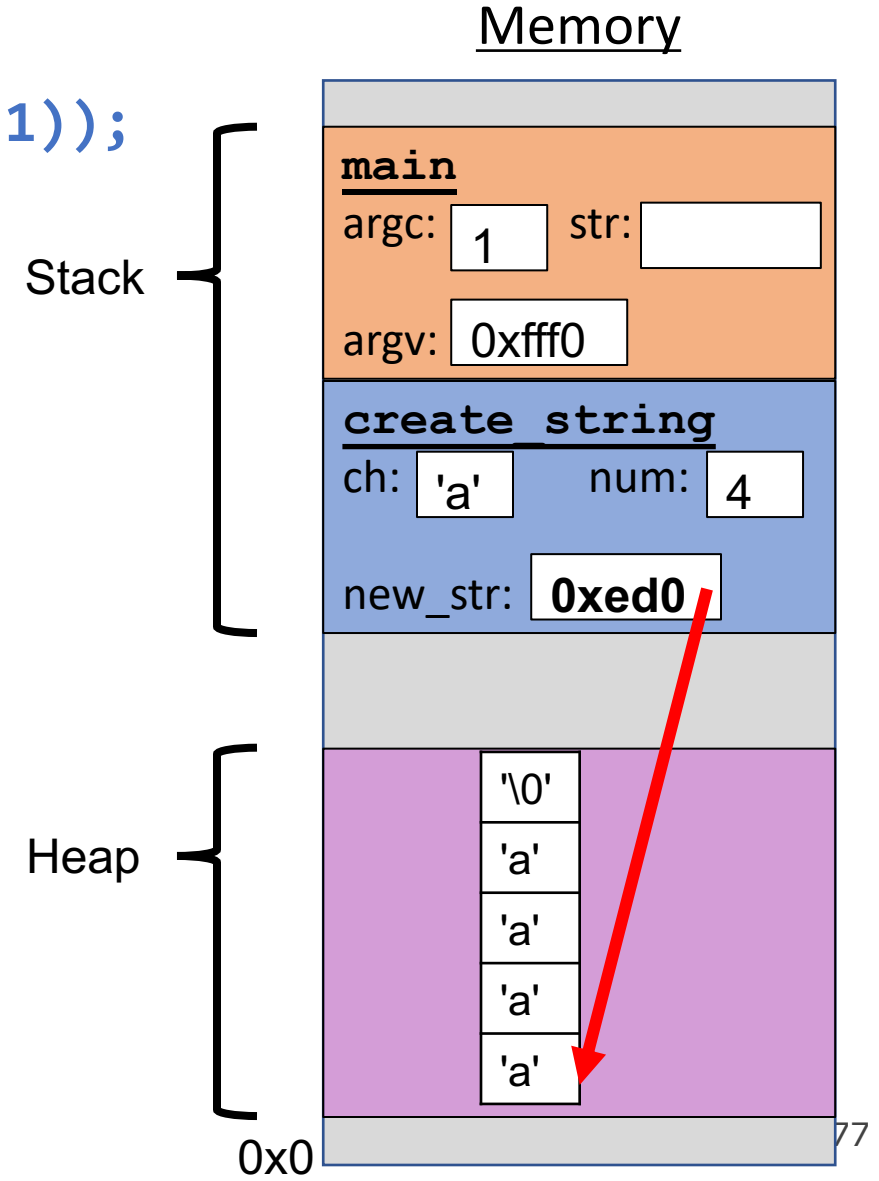 Memory
1));
main
argc: 1 str:
Stack
argv: 0xfff0
create_string
ch: 'a' num: 4
new_str: 0xed0
'\0'
Heap
'a'
'a'
'a'
'a'
0x0
77